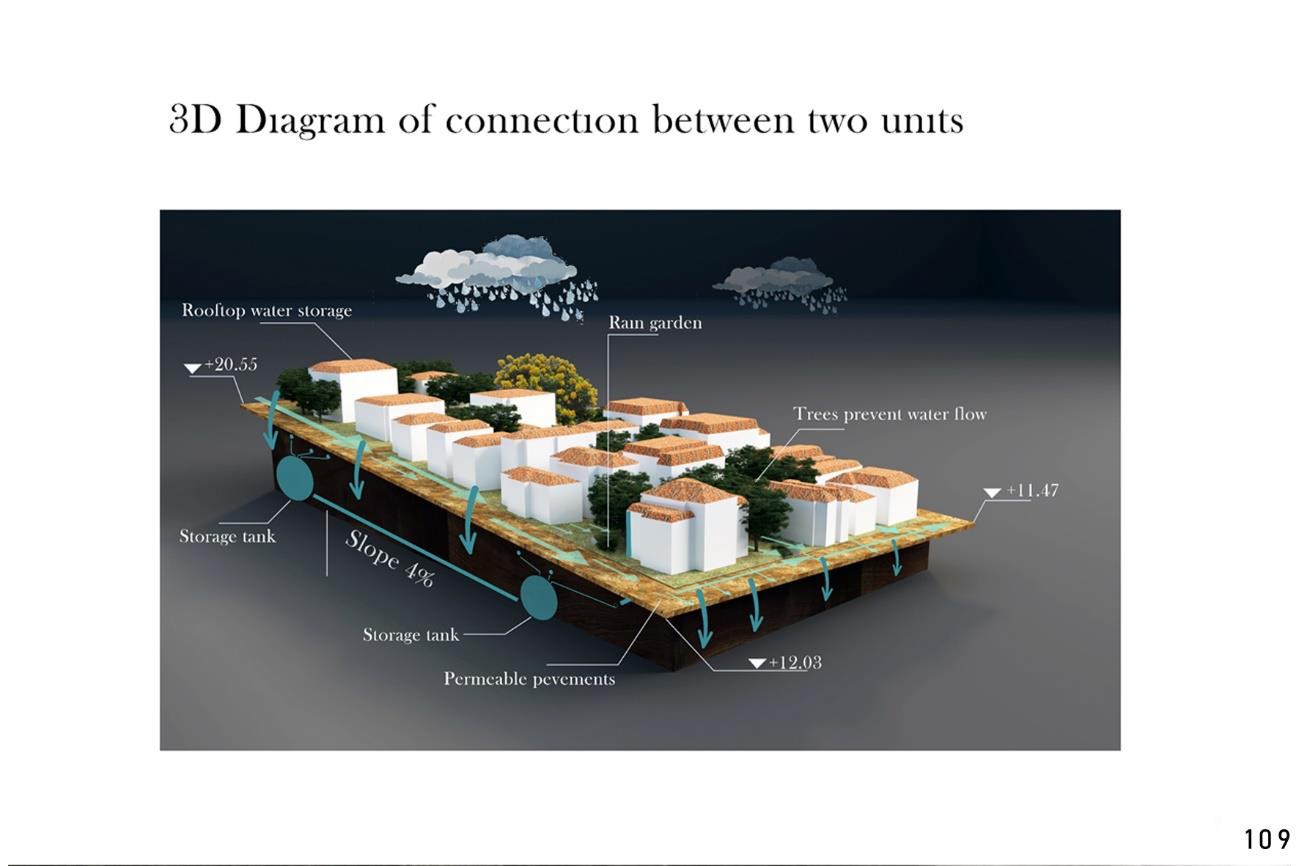 3D Diagram of connection between two units
Rooftop water storage
Rain garden
+20.55
Trees prevent water flow
+11.47
Storage tank
Slope 4%
Storage tank
+12.03
Permeable pevements
109